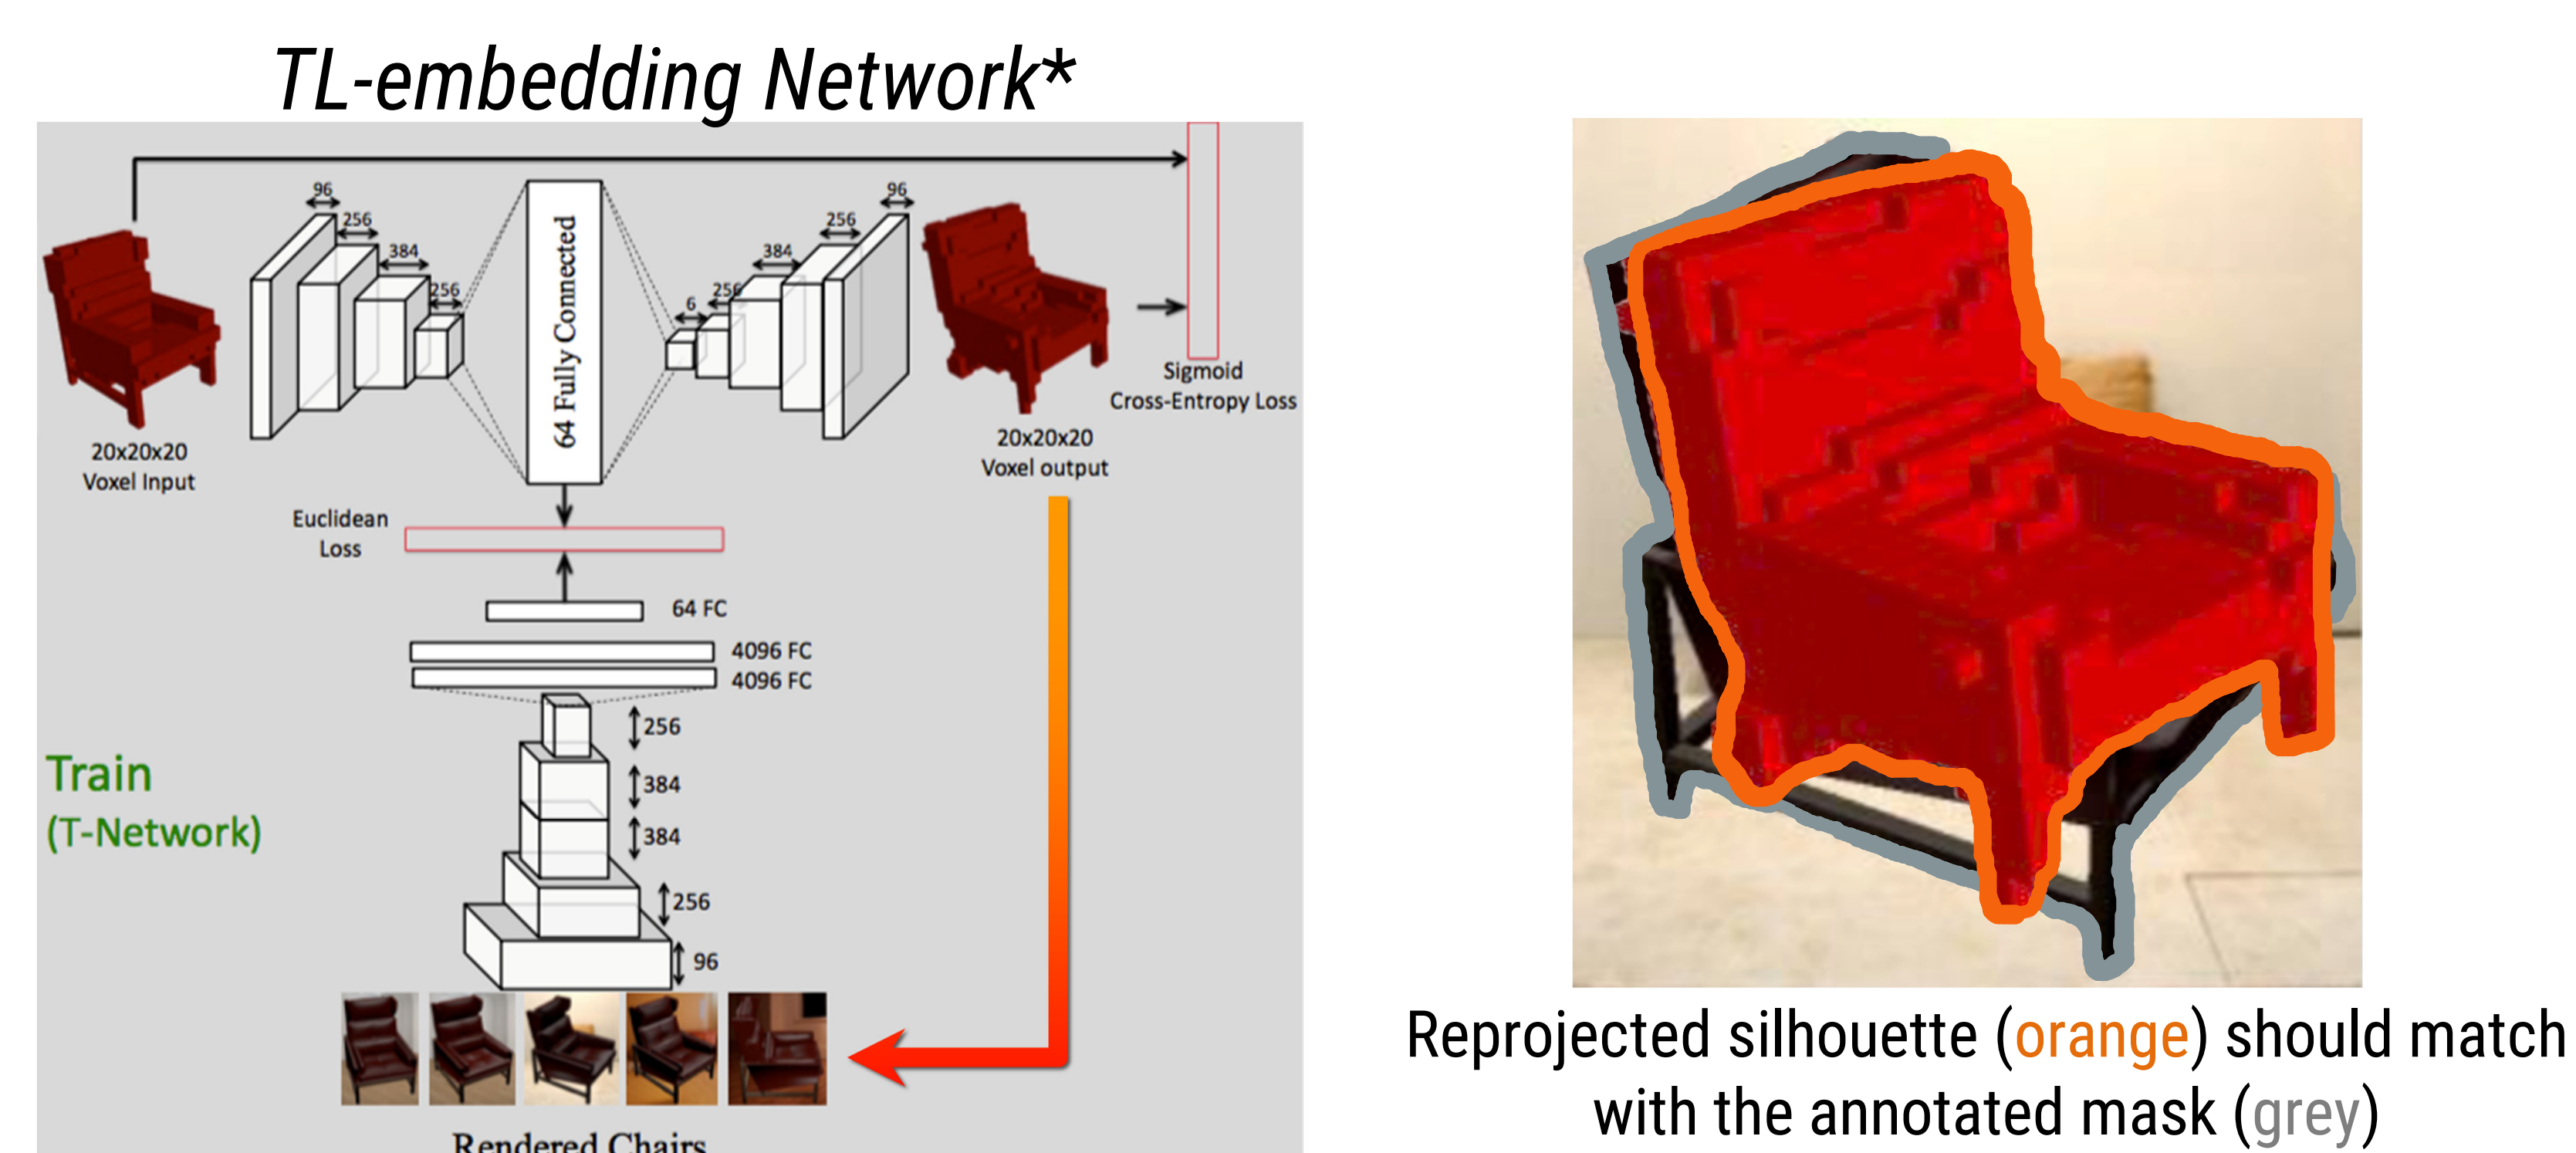 TL-embedding Network*
96
256
384
256
64 Fully Connected
6
256
384
256
96
20x20x20
Voxel Input
20x20x20
Voxel output
Sigmoid
Cross-Entropy Loss
Euclidean
Loss
64 FC
4096 FC
4096 FC
256
384
384
256
96
Train
(T-Network)
Rendered Chairs
Reprojected silhouette (orange) should match
with the annotated mask (grey)